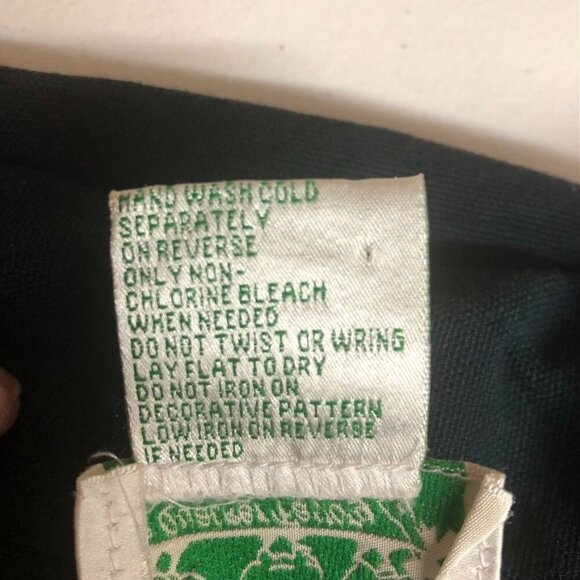 HAND WASH COLD
SEPARATELY
ON REVERSE
ONLY NON-
CHLORINE BLEACH
WHEN NEEDED
DO NOT TWIST OR WRING
LAY FLAT TO DRY
DO NOT IRON ON
DECORATIVE PATTERN
LOW IRON ON REVERSE
IF NEEDED